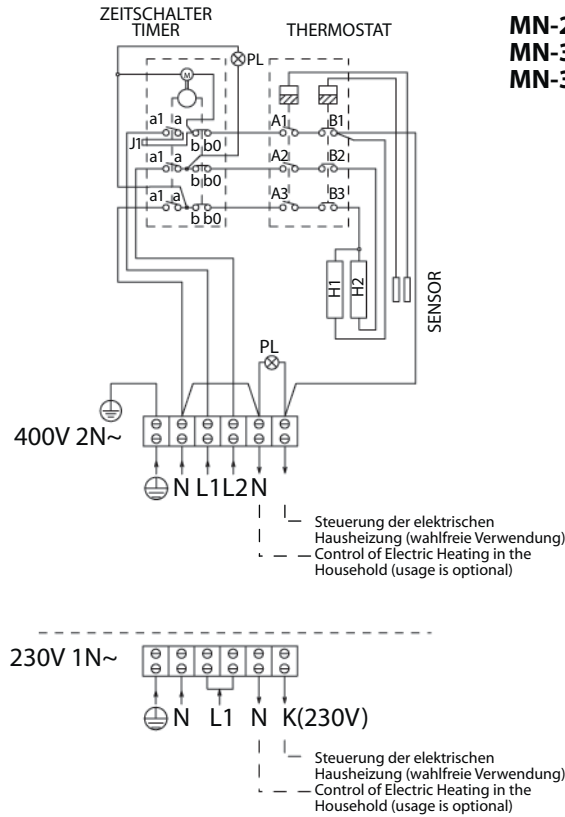 ZEITSCHALTER
TIMER
THERMOSTAT
MN-2
MN-3
MN-3
PL
M
a1 a
J1
b b0
A1 B1
a1 a
b b0
A2 B2
a1 a
b b0
A3 B3
H1
H2
SENSOR
PL
400V 2N~
N L1 L2 N
Steuerung der elektrischen
Hausheizung (wahlfreie Verwendung)
Control of Electric Heating in the
Household (usage is optional)
230V 1N~
N L1 N K(230V)
Steuerung der elektrischen
Hausheizung (wahlfreie Verwendung)
Control of Electric Heating in the
Household (usage is optional)